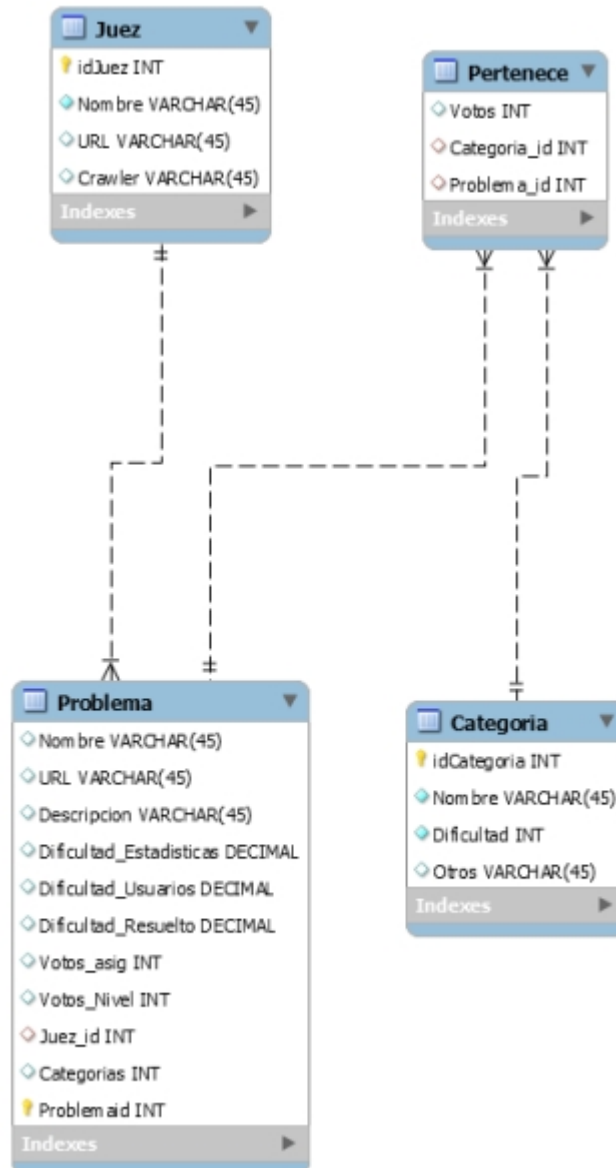 Juez
idJuez INT
Nombre VARCHAR(45)
URL VARCHAR(45)
Crawler VARCHAR(45)
Indexes
Pertenece
Votos INT
Categoria_id INT
Problema_id INT
Indexes
Problema
Nombre VARCHAR(45)
URL VARCHAR(45)
Descripcion VARCHAR(45)
Dificultad_Estadisticas DECIMAL
Dificultad_Usuarios DECIMAL
Dificultad_Resuelto DECIMAL
Votos_asig INT
Votos_Nivel INT
Juez_id INT
Categorias INT
Problemaid INT
Indexes
Categoria
idCategoria INT
Nombre VARCHAR(45)
Dificultad INT
Otros VARCHAR(45)
Indexes